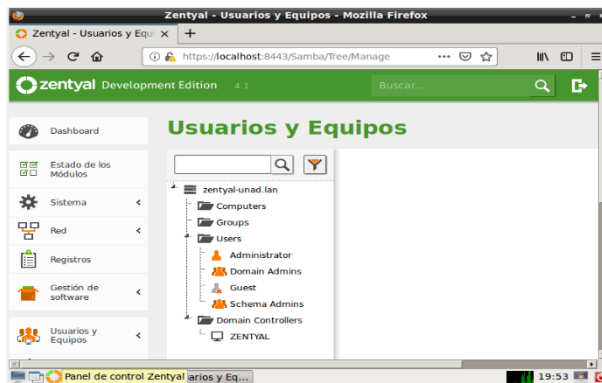 Zentyal - Usuarios y Equipos - Mozilla Firefox
Zentyal - Usuarios y Equi
https://localhost:8443/Samba/Tree/Manage
zentyal Development Edition 4.1
Buscar...
Usuarios y Equipos
Dashboard
Estado de los Módulos
Sistema
Red
Registros
Gestión de software
Usuarios y Equipos
zentyal-unad.lan
Computers
Groups
Users
Administrator
Domain Admins
Guest
Schema Admins
Domain Controllers
ZENTYAL
Panel de control Zentyal
arios y Eq...
19:53